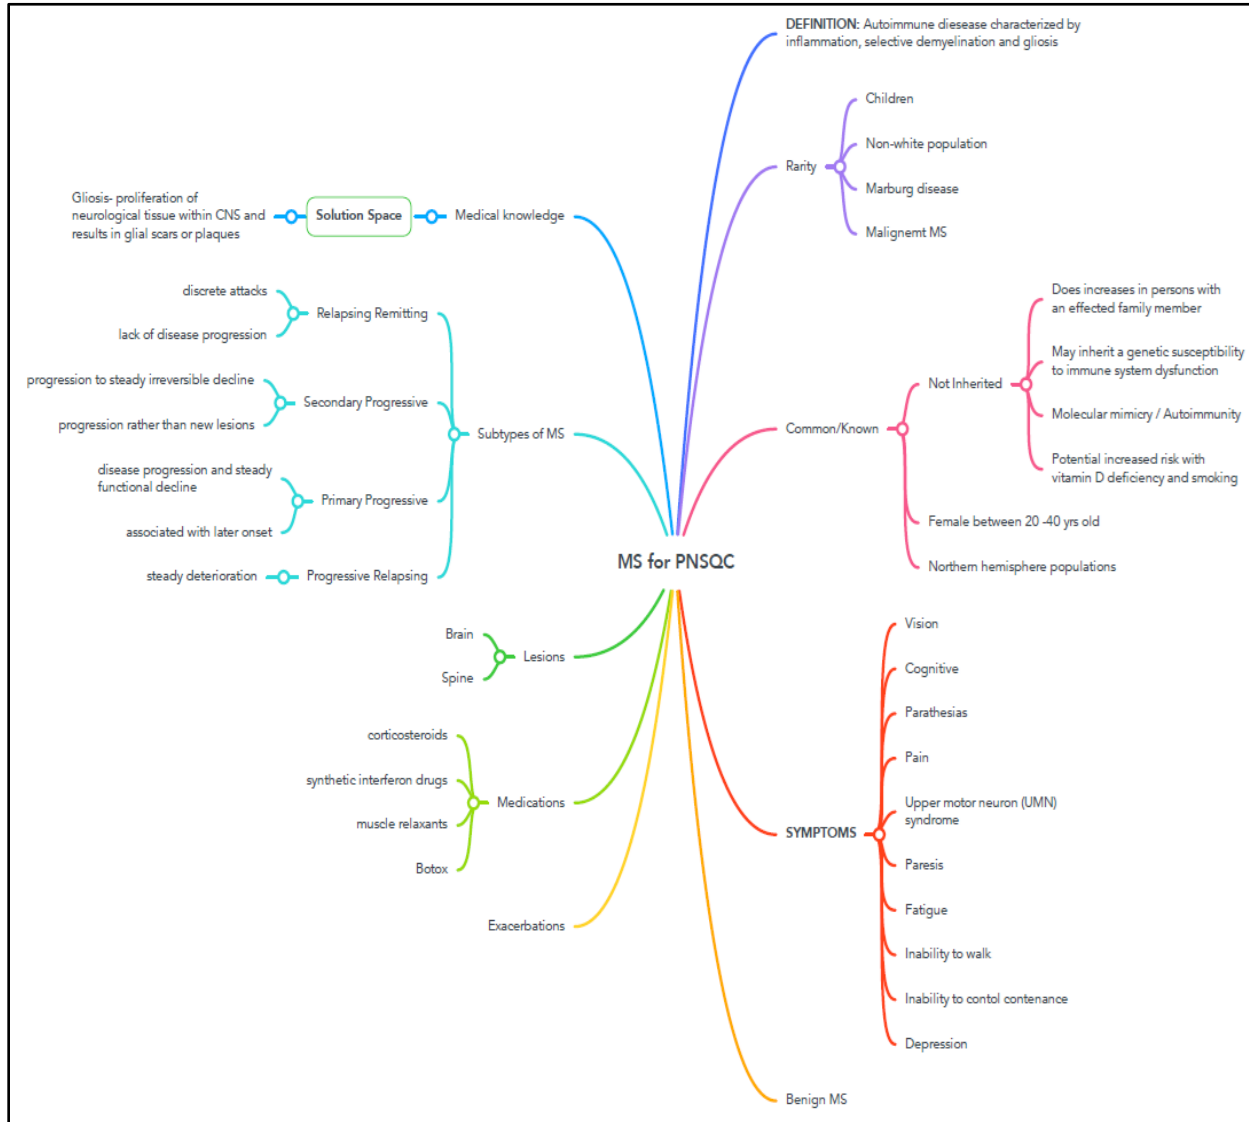 DEFINITION: Autoimmune diesease characterized by
inflammation, selective demyelination and gliosis
Children
Non-white population
Rarity
Marburg disease
Malignemt MS
Gliosis- proliferation of
neurological tissue within CNS and
results in glial scars or plaques
Solution Space
Medical knowledge
discrete attacks
Relapsing Remitting
lack of disease progression
progression to steady irreversible decline
Secondary Progressive
progression rather than new lesions
Subtypes of MS
disease progression and steady
functional decline
Primary Progressive
associated with later onset
steady deterioration
Progressive Relapsing
Does increases in persons with
an effected family member
May inherit a genetic susceptibility
to immune system dysfunction
Not Inherited
Molecular mimicry / Autoimmunity
Common/Known
Potential increased risk with
vitamin D deficiency and smoking
Female between 20 -40 yrs old
Northern hemisphere populations
MS for PNSQC
Brain
Lesions
Spine
corticosteroids
synthetic interferon drugs
Medications
muscle relaxants
Botox
Exacerbations
Vision
Cognitive
Parathesias
Pain
Upper motor neuron (UMN)
syndrome
SYMPTOMS
Paresis
Fatigue
Inability to walk
Inability to contol contenance
Depression
Benign MS